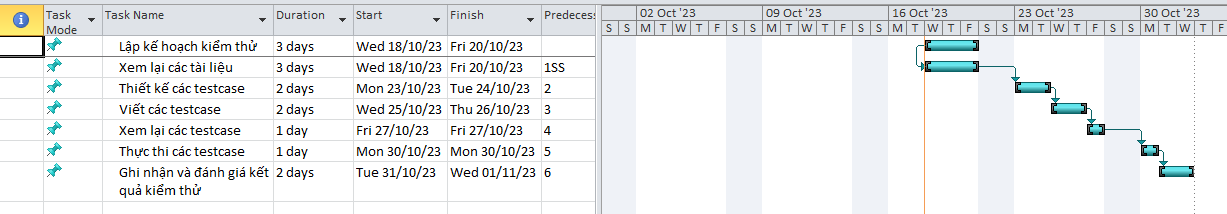 Task Mode Task Name Duration Start Finish Predecess
02 Oct '23 09 Oct '23 16 Oct '23 23 Oct '23 30 Oct '23
S S M T W T F S S M T W T F S S M T W T F S S M T W T F S S M T W T F
Lập kế hoạch kiểm thử 3 days Wed 18/10/23 Fri 20/10/23
Xem lại các tài liệu 3 days Wed 18/10/23 Fri 20/10/23 1SS
Thiết kế các testcase 2 days Mon 23/10/23 Tue 24/10/23 2
Viết các testcase 2 days Wed 25/10/23 Thu 26/10/23 3
Xem lại các testcase 1 day Fri 27/10/23 Fri 27/10/23 4
Thực thi các testcase 1 day Mon 30/10/23 Mon 30/10/23 5
Ghi nhận và đánh giá kết 2 days Tue 31/10/23 Wed 01/11/23 6
quả kiểm thử